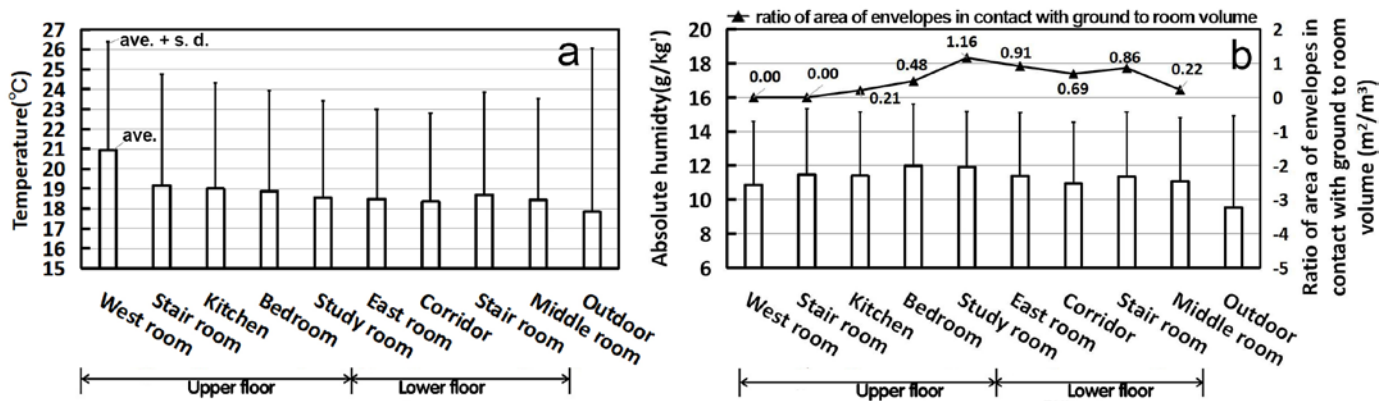 27
26
25
24
23
22
21
20
19
18
17
16
15
Temperature(℃)
ave. + s. d.
ave.
a
West room
Stair room
Kitchen
Bedroom
Study room
East room
Corridor
Stair room
Middle room
Outdoor
Upper floor
Lower floor
20
18
16
14
12
10
8
6
Absolute humidity(g/kg')
ratio of area of envelopes in contact with ground to room volume
b
0.00
0.00
0.21
0.48
1.16
0.91
0.69
0.86
0.22
2
1
0
-1
-2
-3
-4
-5
Ratio of area of envelopes in
contact with ground to room
volume (m²/m³)
West room
Stair room
Kitchen
Bedroom
Study room
East room
Corridor
Stair room
Middle room
Outdoor
Upper floor
Lower floor